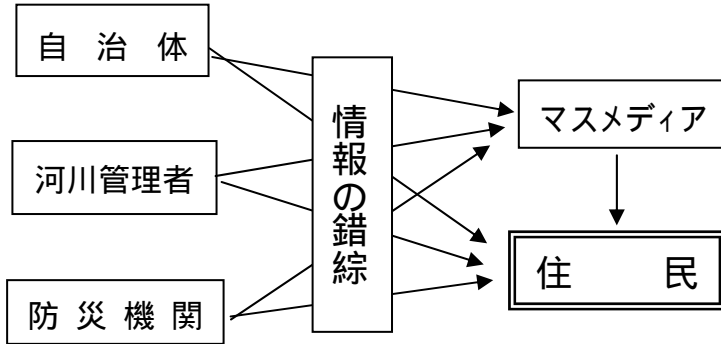 自 治 体
河川管理者
防 災 機 関
情報の錯綜
マスメディア
住 民